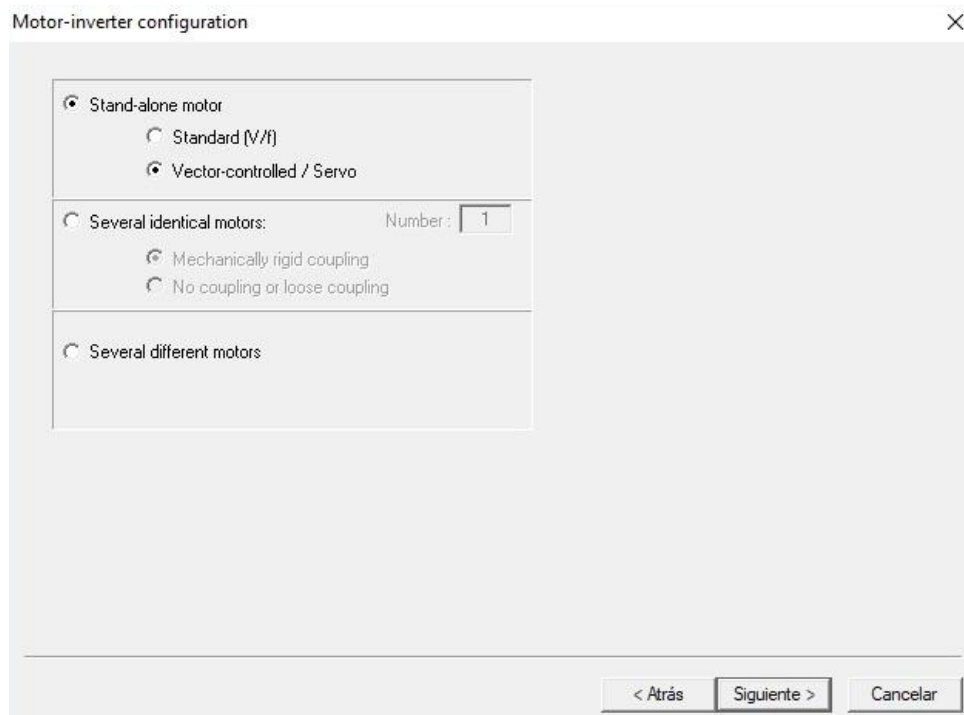 Motor-inverter configuration
Stand-alone motor
Standard (V/f)
Vector-controlled / Servo
Several identical motors: Number : 1
Mechanically rigid coupling
No coupling or loose coupling
Several different motors
< Atrás Siguiente > Cancelar